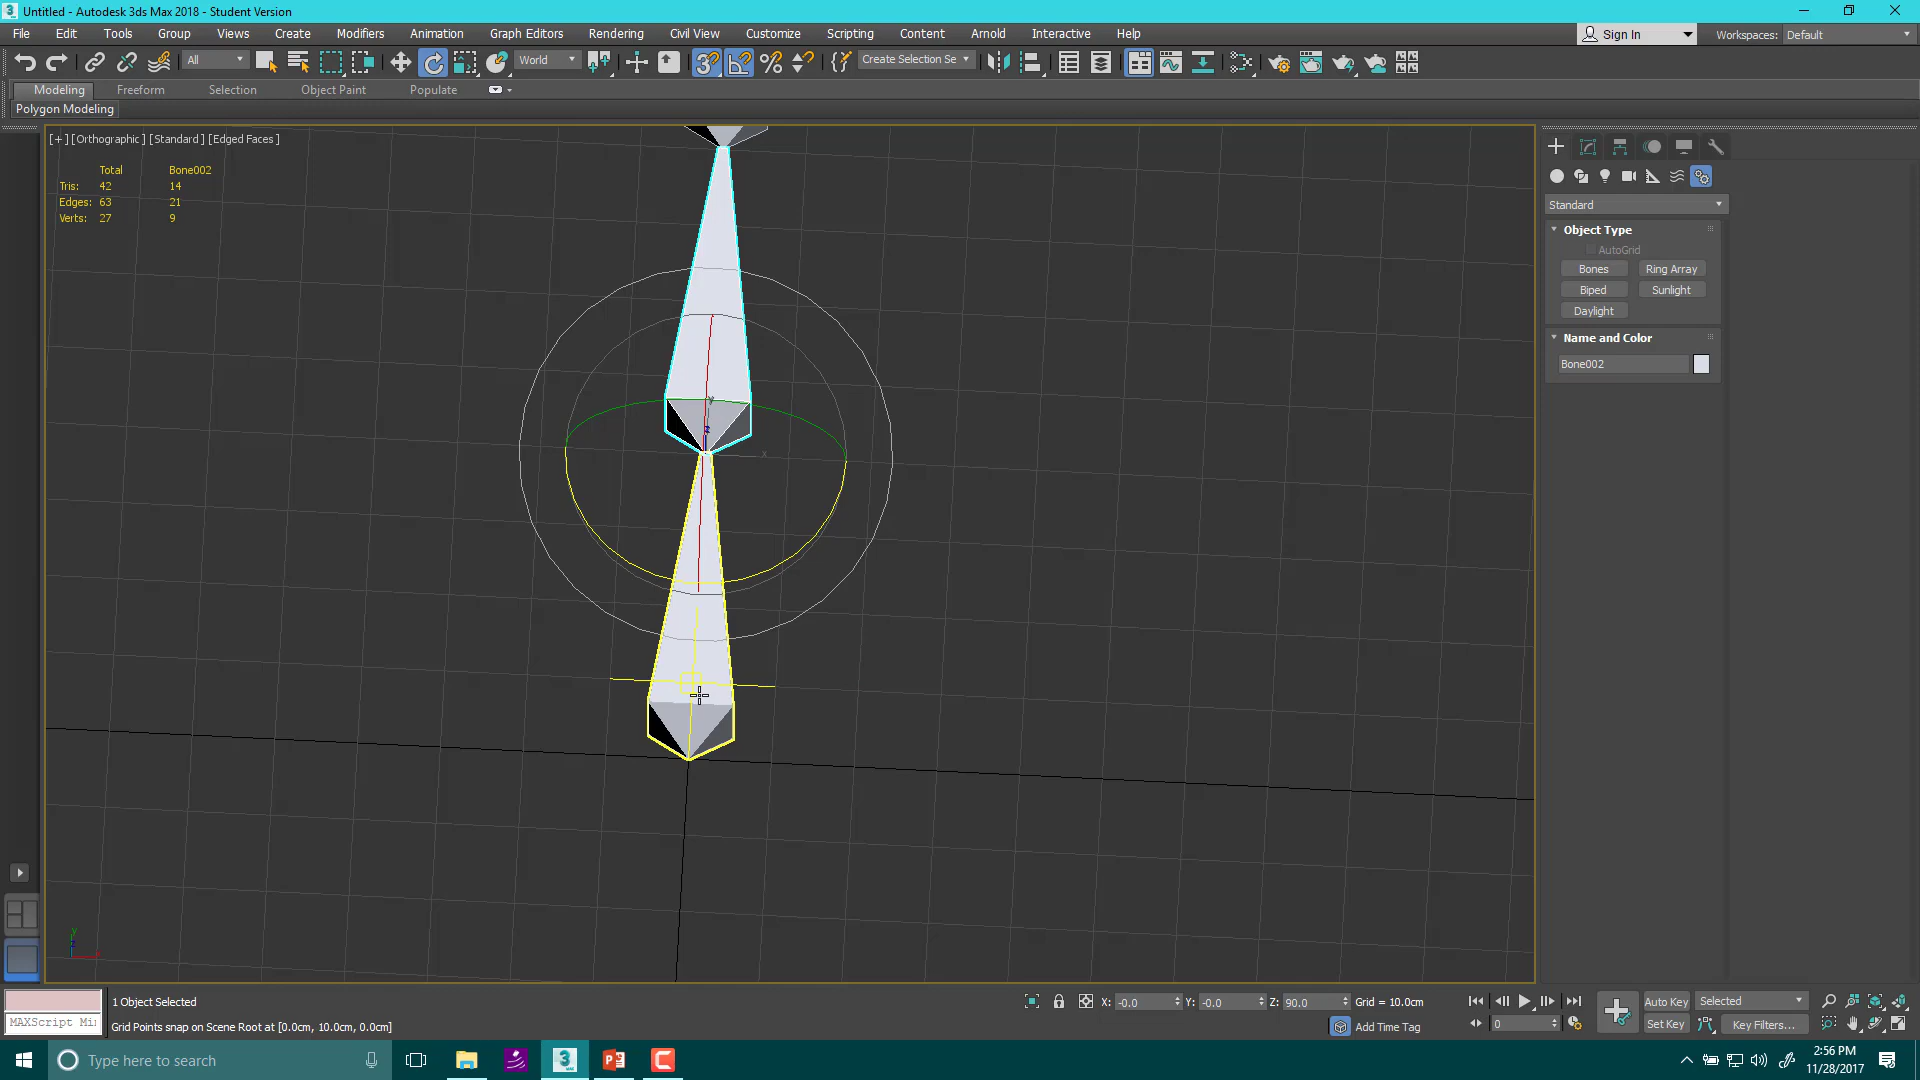 Untitled - Autodesk 3ds Max 2018 - Student Version
File Edit Tools Group Views Create Modifiers Animation Graph Editors Rendering Civil View Customize Scripting Content Arnold Interactive Help
Sign In Workspaces: Default
All World Create Selection Se
Modeling Freeform Selection Object Paint Populate
Polygon Modeling
[+] [Orthographic] [Standard] [Edged Faces]
Total Bone002
Tris: 42 14
Edges: 63 21
Verts: 27 9
Standard
Object Type
AutoGrid
Bones Ring Array
Biped Sunlight
Daylight
Name and Color
Bone002
z
x
y
z
1 Object Selected X: -0.0 Y: -0.0 Z: 90.0 Grid = 10.0cm
MAXScript Mi
Grid Points snap on Scene Root at [0.0cm, 10.0cm, 0.0cm]
Add Time Tag
0
Auto Key Selected
Set Key Key Filters...
Type here to search
2:56 PM
11/28/2017